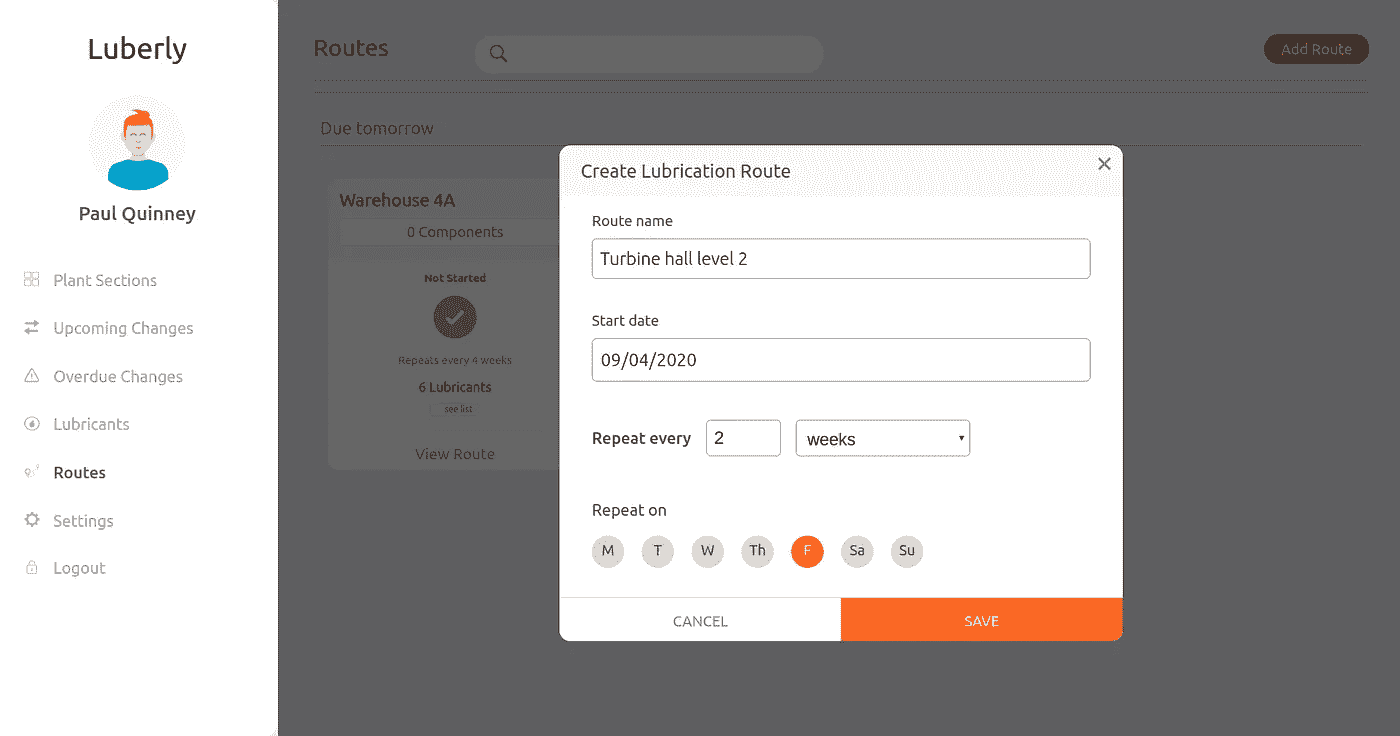 Luberly
Paul Quinney
Plant Sections
Upcoming Changes
Overdue Changes
Lubricants
Routes
Settings
Logout
Routes
Add Route
Due tomorrow
Warehouse 4A
0 Components
Not Started
Repeats every 4 weeks
6 Lubricants
see list
View Route
Create Lubrication Route
Route name
Turbine hall level 2
Start date
09/04/2020
Repeat every 2 weeks
Repeat on
M T W Th F Sa Su
CANCEL SAVE